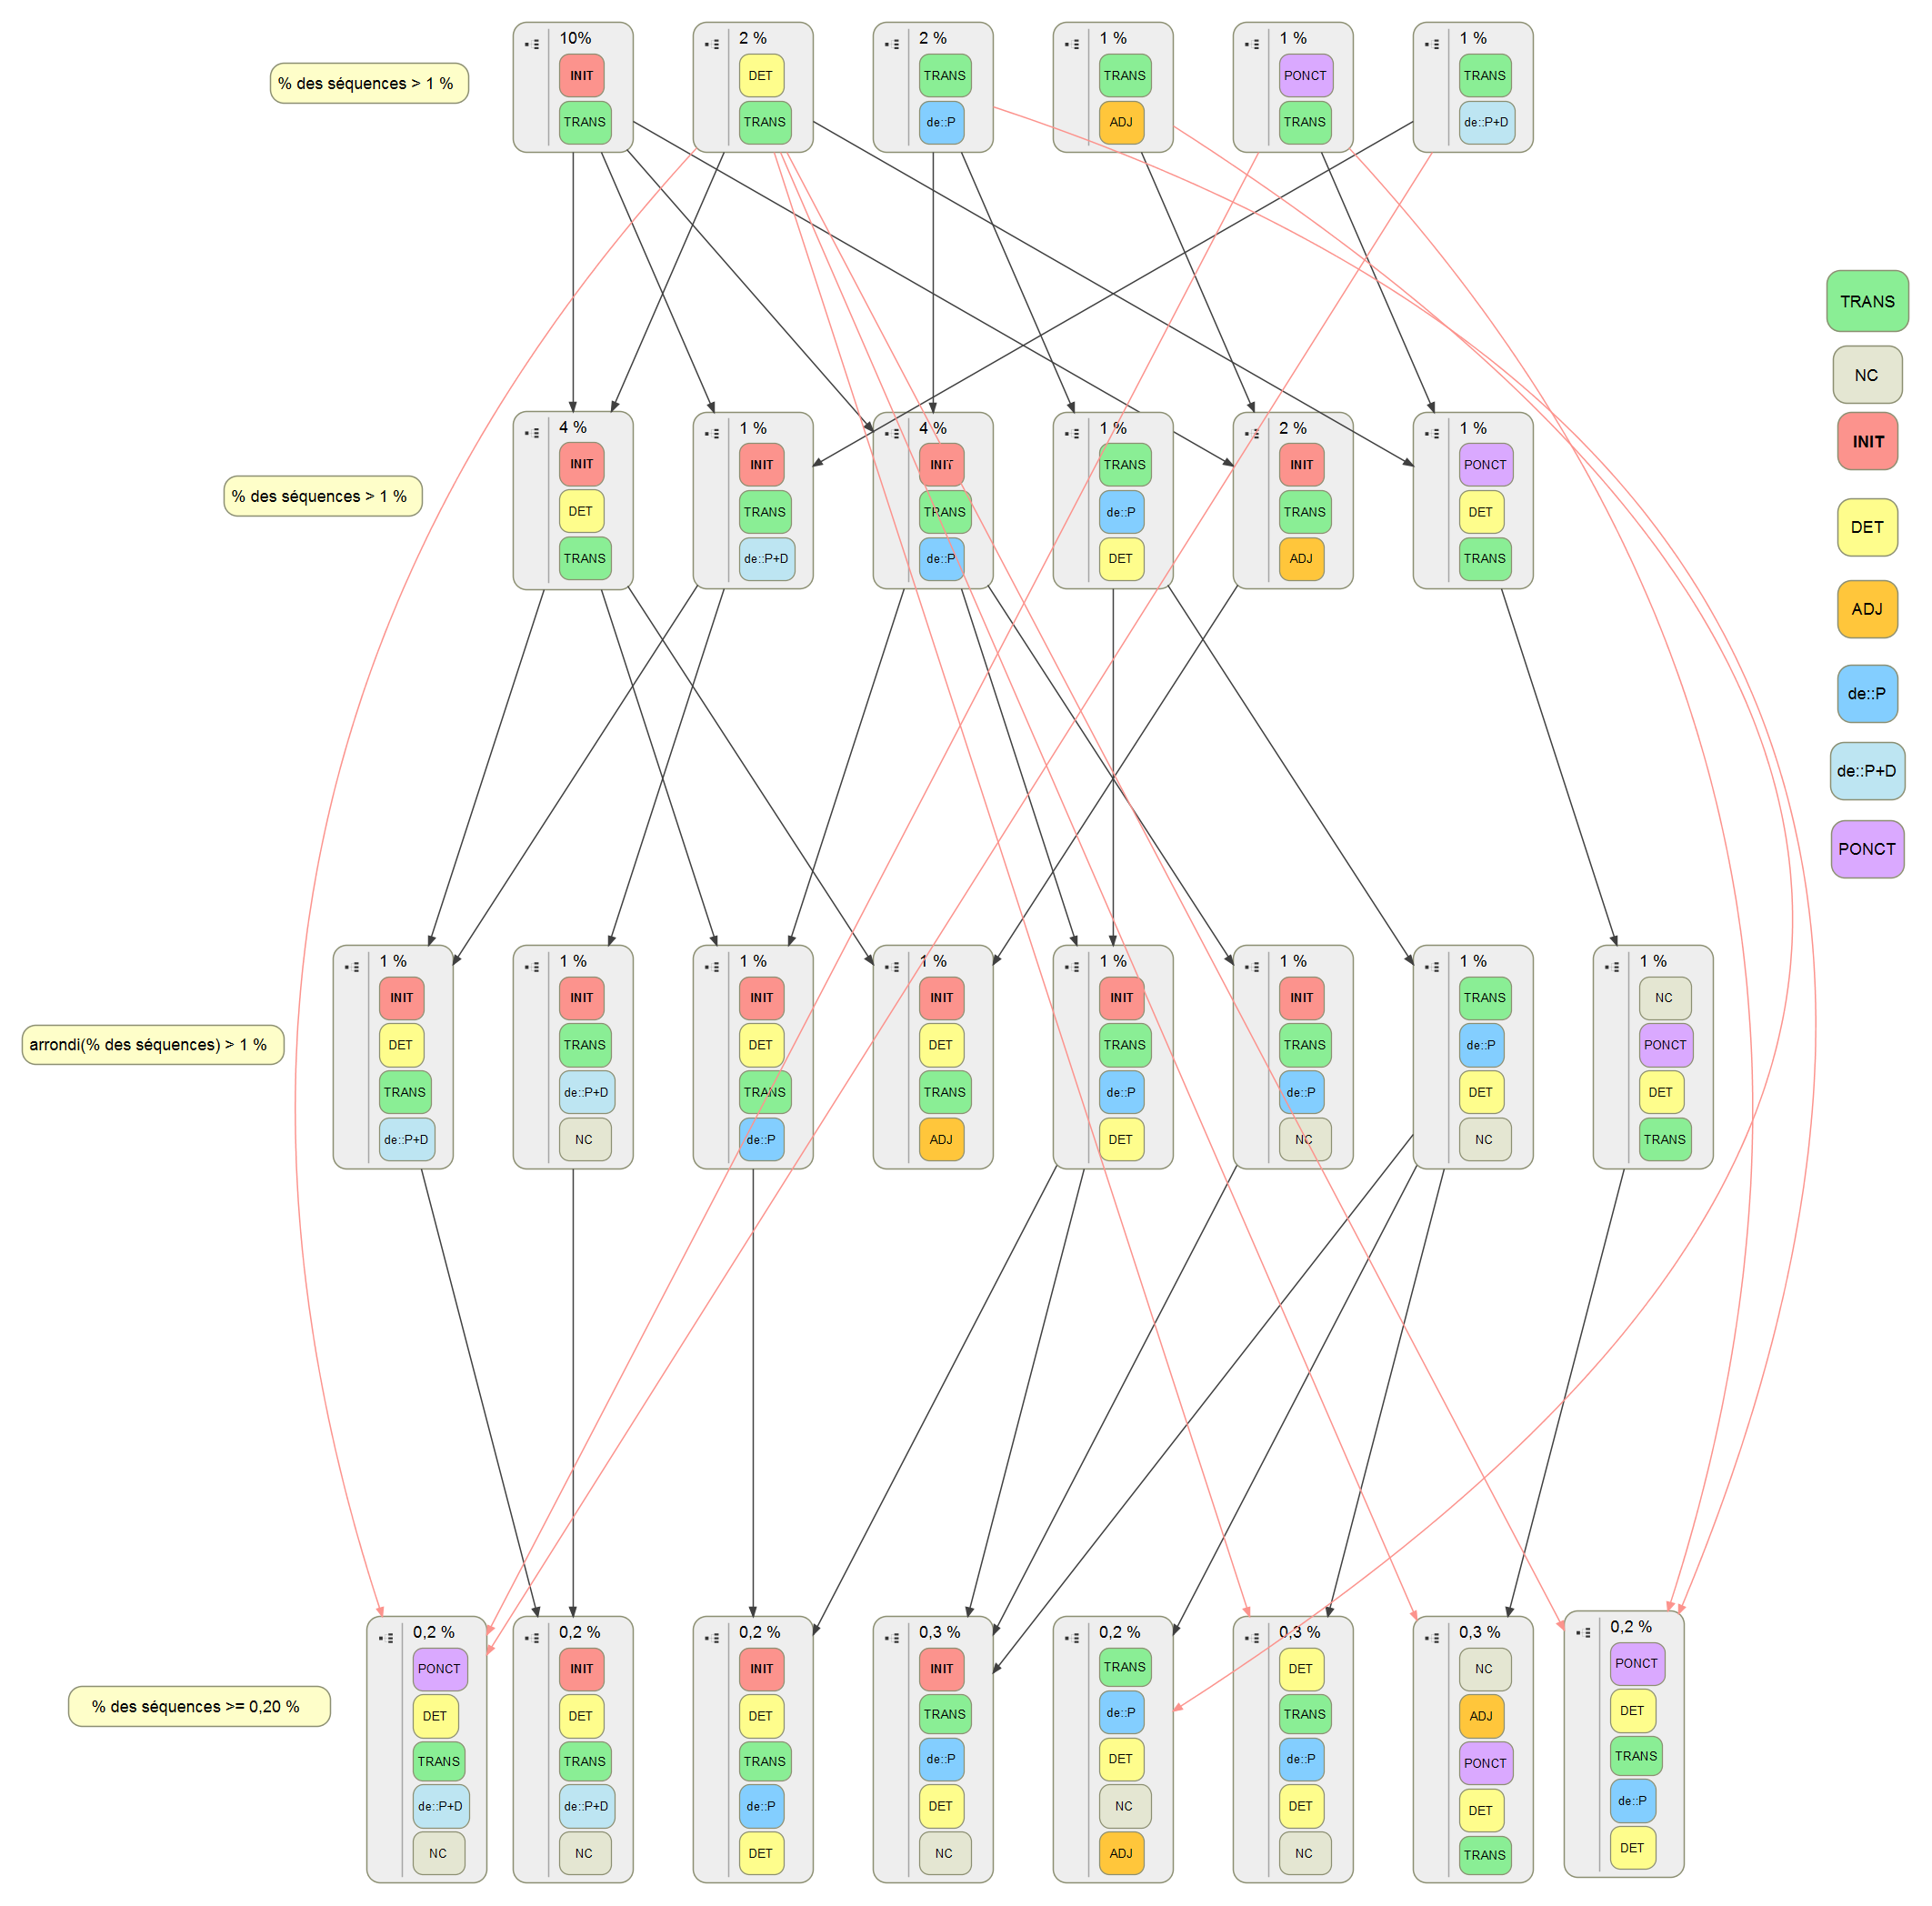 % des séquences > 1 %
10%
INIT
TRANS
2 %
DET
TRANS
2 %
TRANS
de::P
1 %
TRANS
ADJ
1 %
PONCT
TRANS
1 %
TRANS
de::P+D
% des séquences > 1 %
4 %
INIT
DET
TRANS
1 %
INIT
TRANS
de::P+D
4 %
INIT
TRANS
de::P
1 %
TRANS
de::P
DET
2 %
INIT
TRANS
ADJ
1 %
PONCT
DET
TRANS
arrondi(% des séquences) > 1 %
1 %
INIT
DET
TRANS
de::P+D
1 %
INIT
TRANS
de::P+D
NC
1 %
INIT
DET
TRANS
de::P
1 %
INIT
DET
TRANS
ADJ
1 %
INIT
TRANS
de::P
DET
1 %
INIT
TRANS
de::P
NC
1 %
TRANS
de::P
DET
NC
1 %
NC
PONCT
DET
TRANS
% des séquences >= 0,20 %
0,2 %
PONCT
DET
TRANS
de::P+D
NC
0,2 %
INIT
DET
TRANS
de::P+D
NC
0,2 %
INIT
DET
TRANS
de::P
DET
0,3 %
INIT
TRANS
de::P
DET
NC
0,2 %
TRANS
de::P
DET
NC
ADJ
0,3 %
DET
TRANS
de::P
DET
NC
0,3 %
NC
ADJ
PONCT
DET
TRANS
0,2 %
PONCT
DET
TRANS
de::P
DET
TRANS
NC
INIT
DET
ADJ
de::P
de::P+D
PONCT